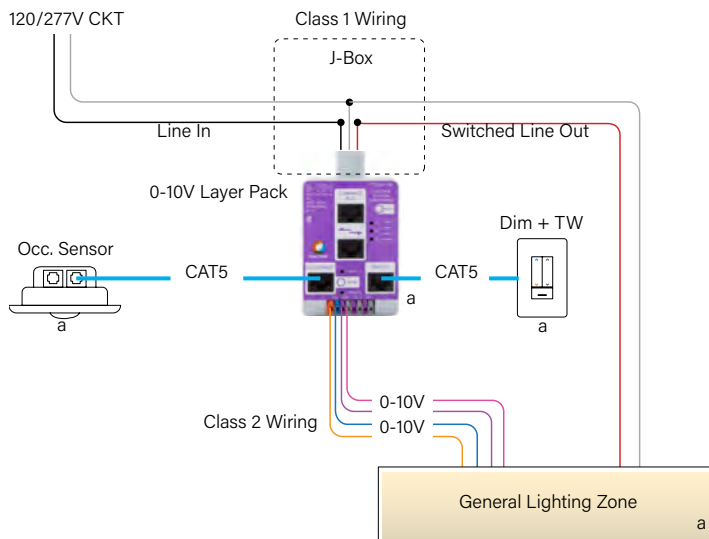 120/277V CKT
Class 1 Wiring
J-Box
Line In
Switched Line Out
0-10V Layer Pack
Dim + TW
Occ. Sensor
CAT5
CAT5
a
a
a
0-10V
Class 2 Wiring
0-10V
General Lighting Zone
a